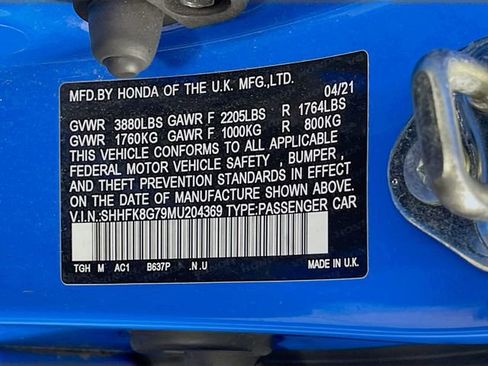 MFD.BY HONDA OF THE U.K MFG.,LTD.
04/21
GVWR 3880LBS GAWR F 2205LBS R 1764LBS
GVWR 1760KG GAWR F 1000KG R 800KG
THIS VEHICLE CONFORMS TO ALL APPLICABLE
FEDERAL MOTOR VEHICLE SAFETY , BUMPER ,
AND THEFT PREVENTION STANDARDS IN EFFECT
ON THE DATE OF MANUFACTURE SHOWN ABOVE.
V.I.N.:SHHFK8G79MU204369 TYPE:PASSENGER CAR
TGH M AC1 B637P .N.U MADE IN U.K.